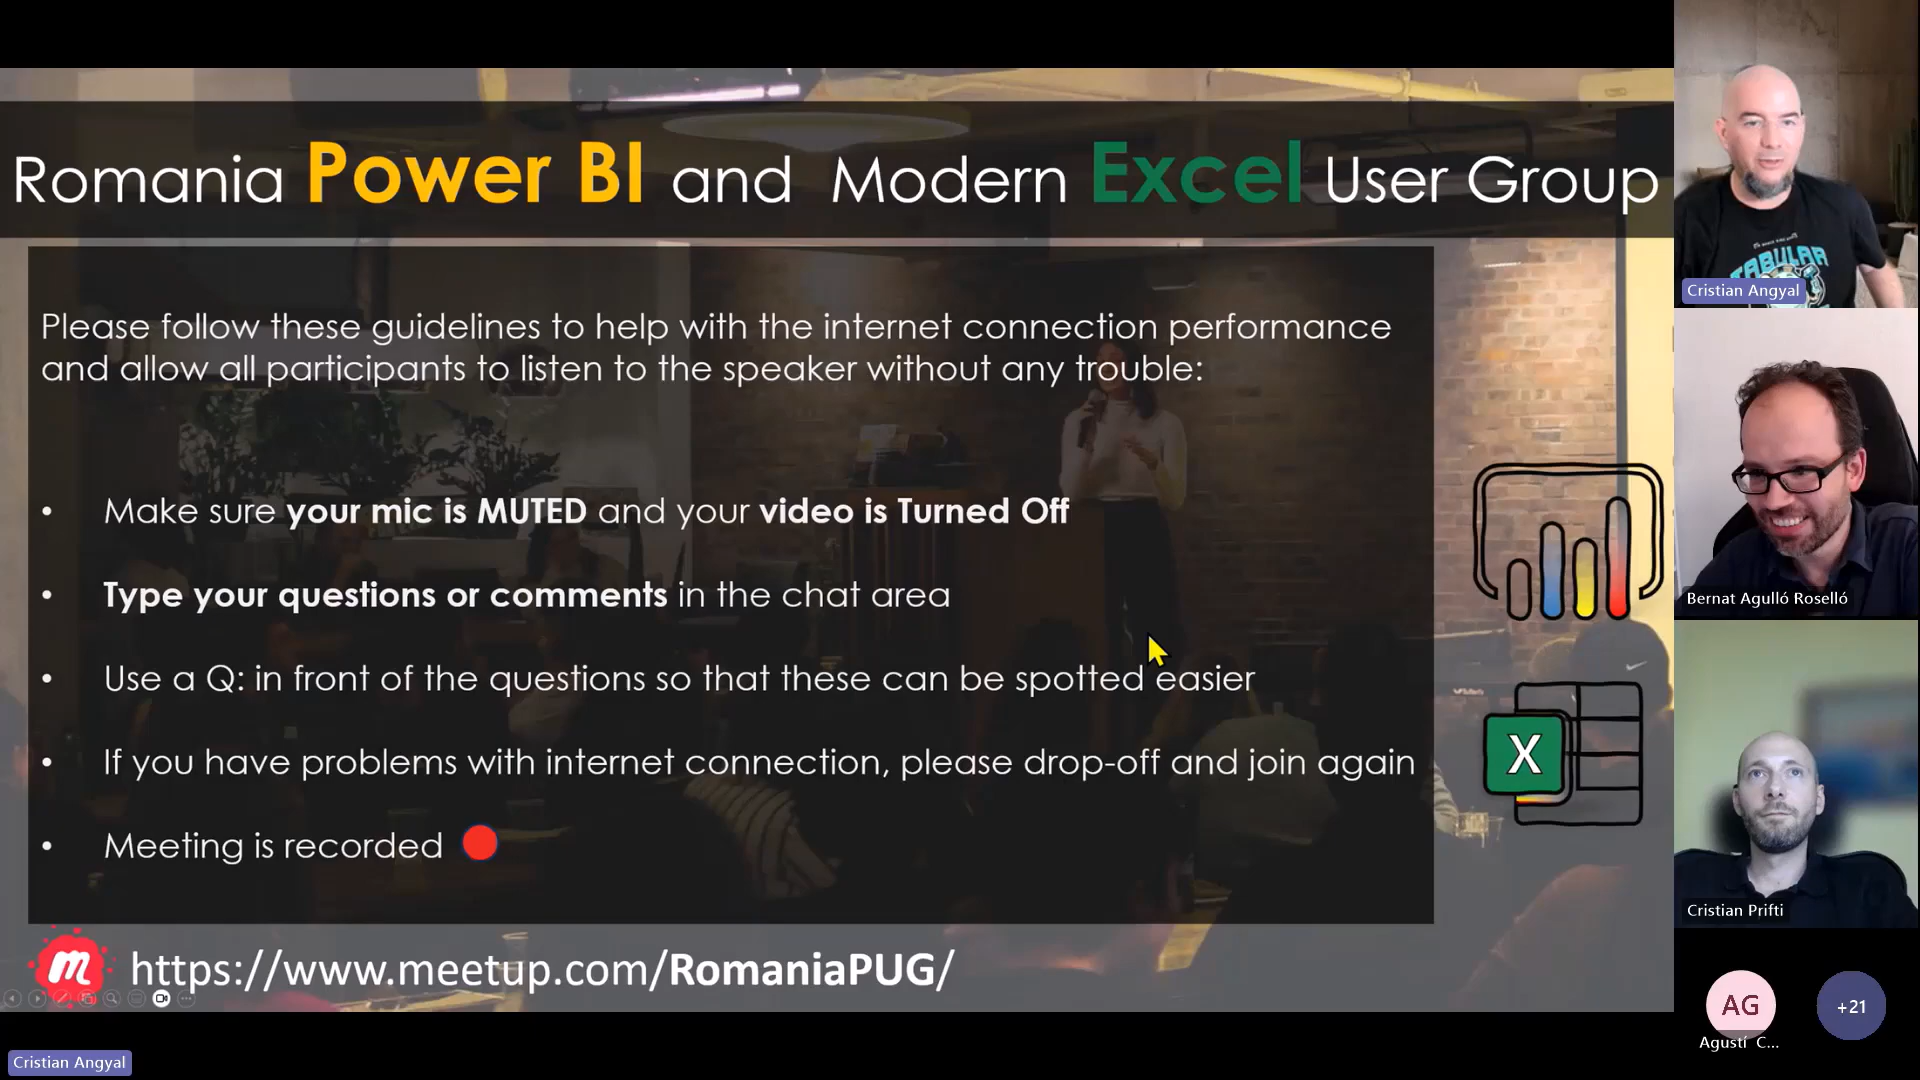 Romania Power BI and Modern Excel User Group
Please follow these guidelines to help with the internet connection performance
and allow all participants to listen to the speaker without any trouble:
• Make sure your mic is MUTED and your video is Turned Off
• Type your questions or comments in the chat area
• Use a Q: in front of the questions so that these can be spotted easier
• If you have problems with internet connection, please drop-off and join again
• Meeting is recorded
X
m https://www.meetup.com/RomaniaPUG/
Cristian Angyal
TABULAR
Cristian Angyal
Bernat Agulló Roselló
Cristian Prifti
AG
Agustí C...
+21